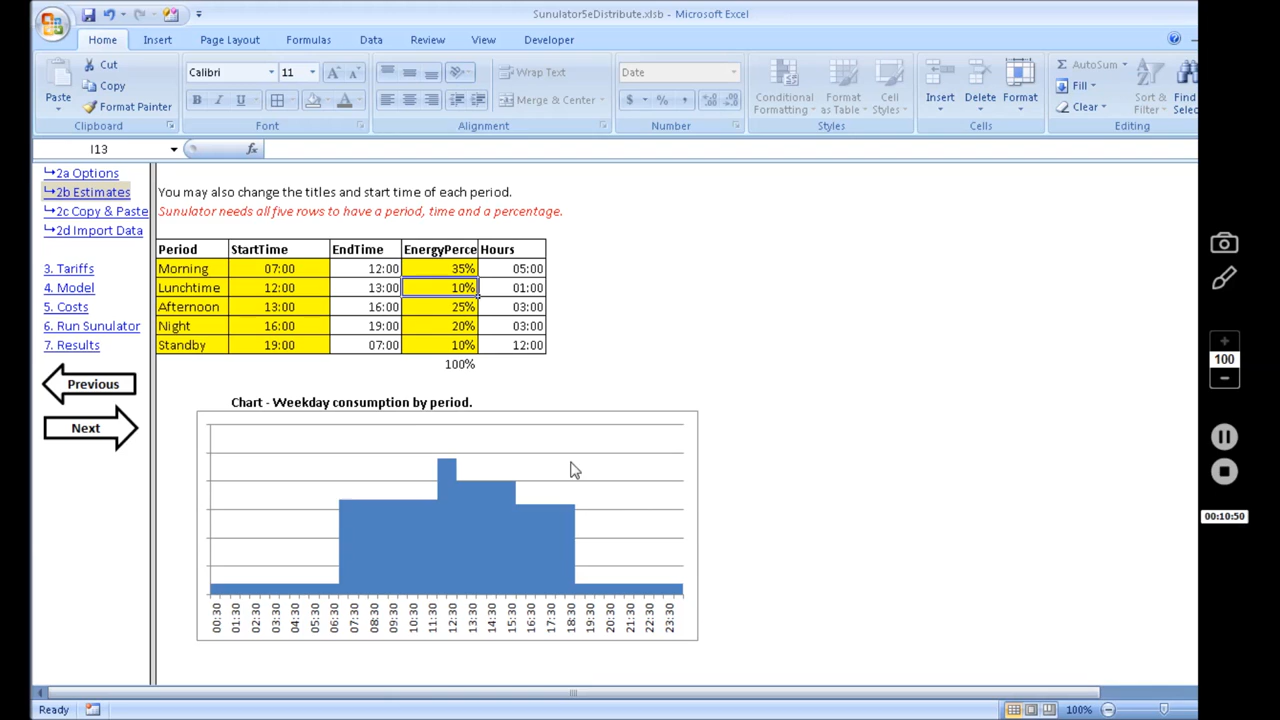 Sunulator5eDistribute.xlsb - Microsoft Excel
Home Insert Page Layout Formulas Data Review View Developer
Paste Cut Copy Format Painter
Calibri 11
B I U
Wrap Text
Merge & Center
Date
$ % ,
Conditional Formatting Format as Table Cell Styles
Insert Delete Format
AutoSum Fill Clear
Sort & Filter Find
Clipboard Font Alignment Number Styles Cells Editing
I13 fx
2a Options
2b Estimates
2c Copy & Paste
2d Import Data
3. Tariffs
4. Model
5. Costs
6. Run Sunulator
7. Results
Previous
Next
You may also change the titles and start time of each period.
Sunulator needs all five rows to have a period, time and a percentage.
Period StartTime EndTime EnergyPerce Hours
Morning 07:00 12:00 35% 05:00
Lunchtime 12:00 13:00 10% 01:00
Afternoon 13:00 16:00 25% 03:00
Night 16:00 19:00 20% 03:00
Standby 19:00 07:00 10% 12:00
100%
Chart - Weekday consumption by period.
00:30 01:30 02:30 03:30 04:30 05:30 06:30 07:30 08:30 09:30 10:30 11:30 12:30 13:30 14:30 15:30 16:30 17:30 18:30 19:30 20:30 21:30 22:30 23:30
100
00:10:50
Ready 100%